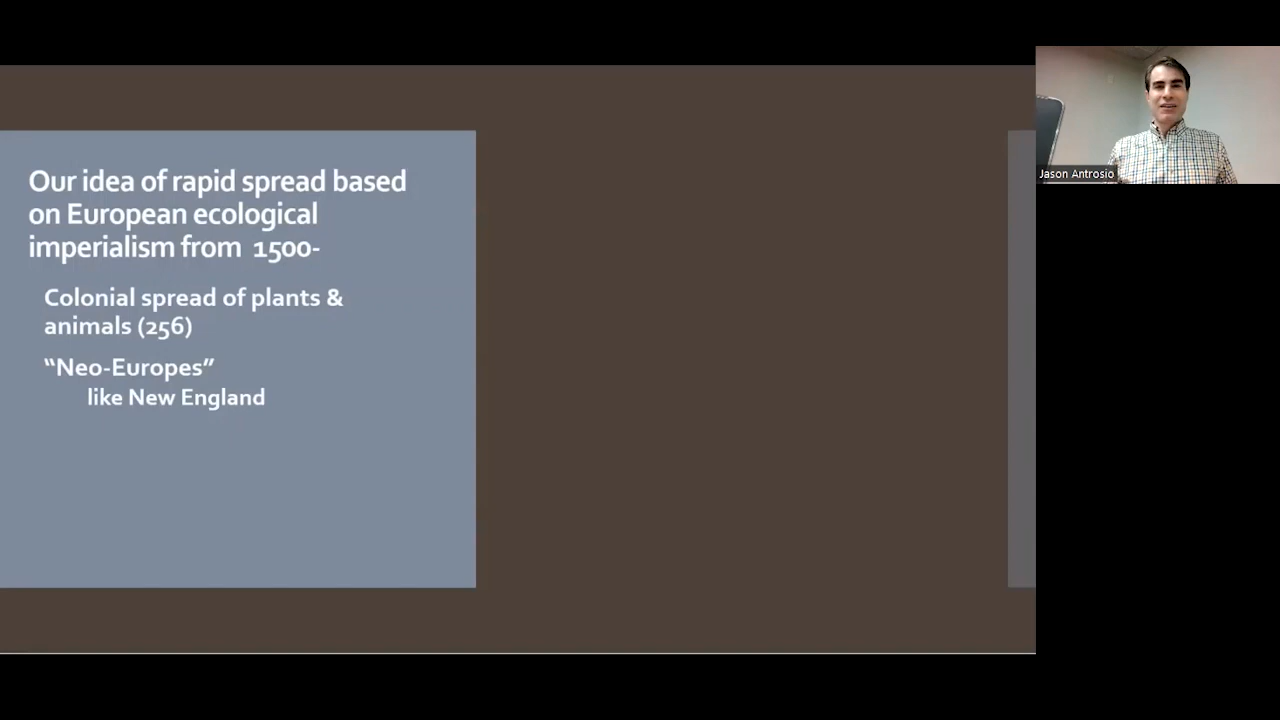 Our idea of rapid spread based
on European ecological
imperialism from 1500-
Colonial spread of plants &
animals (256)
“Neo-Europes”
like New England
Jason Antrosio